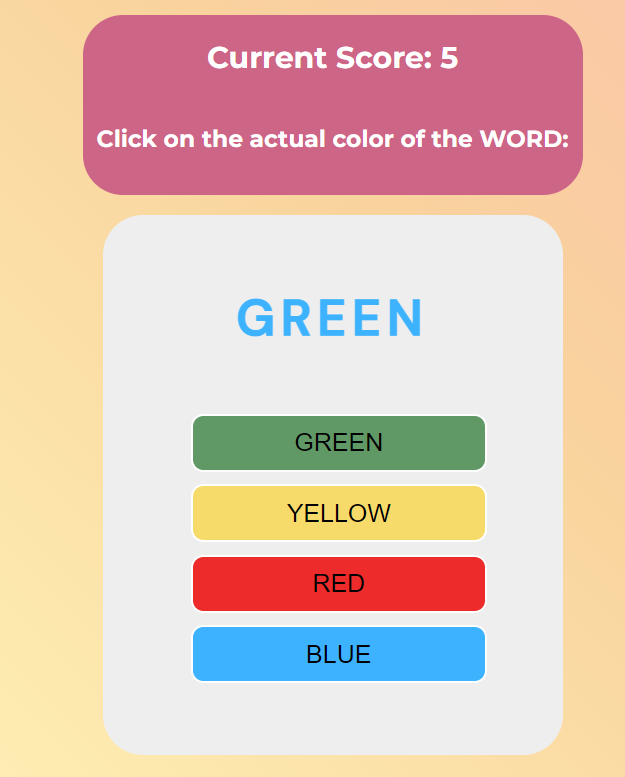 Current Score: 5
Click on the actual color of the WORD:
GREEN
GREEN
YELLOW
RED
BLUE